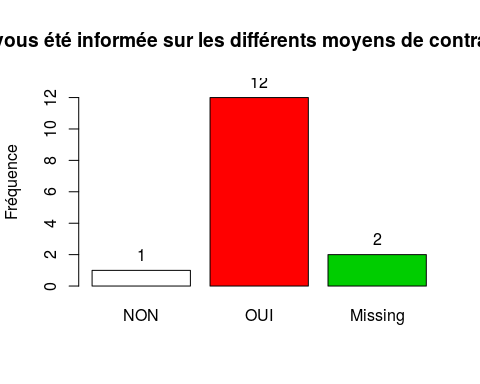 vous été informée sur les différents moyens de contra
12
Fréquence
0
2
4
6
8
10
12
1
2
NON
OUI
Missing